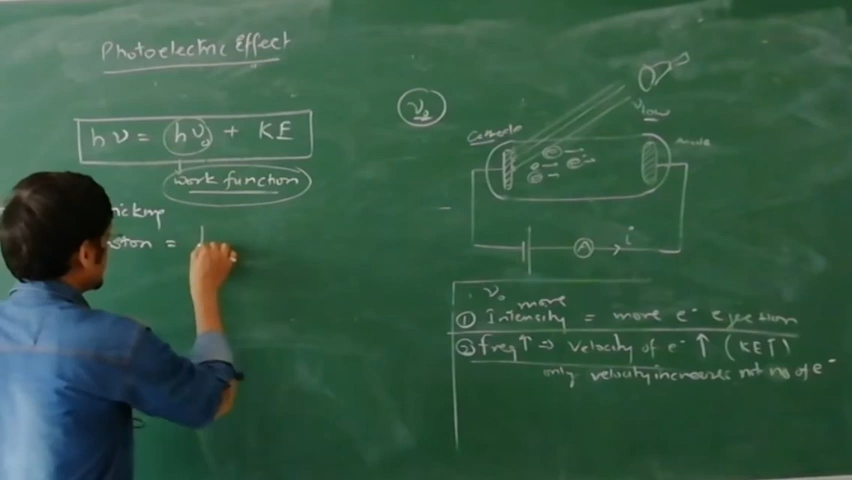 Photoelectric Effect
hν = hν₀ + KE
work function
= 
ν₀
ν low
Cathode
Anode
e⁻
e⁻
e⁻
A
i
ν₀
more
① Intensity = more e⁻ ejection
② freq↑ ⇒ velocity of e⁻ ↑ (KE↑)
only velocity increases not no of e⁻